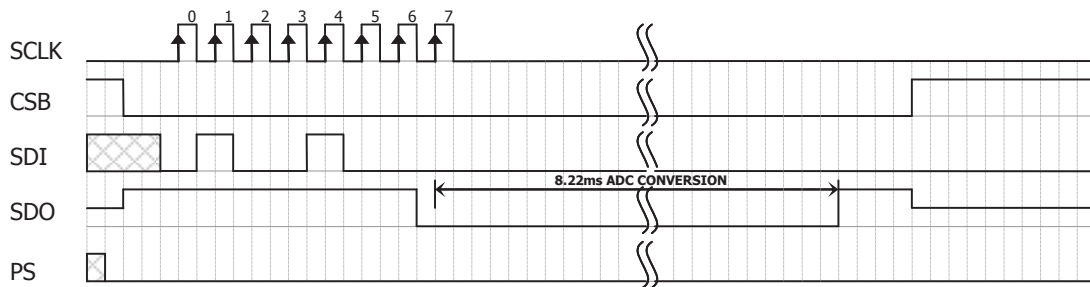 0 1 2 3 4 5 6 7
SCLK
CSB
SDI
8.22ms ADC CONVERSION
SDO
PS